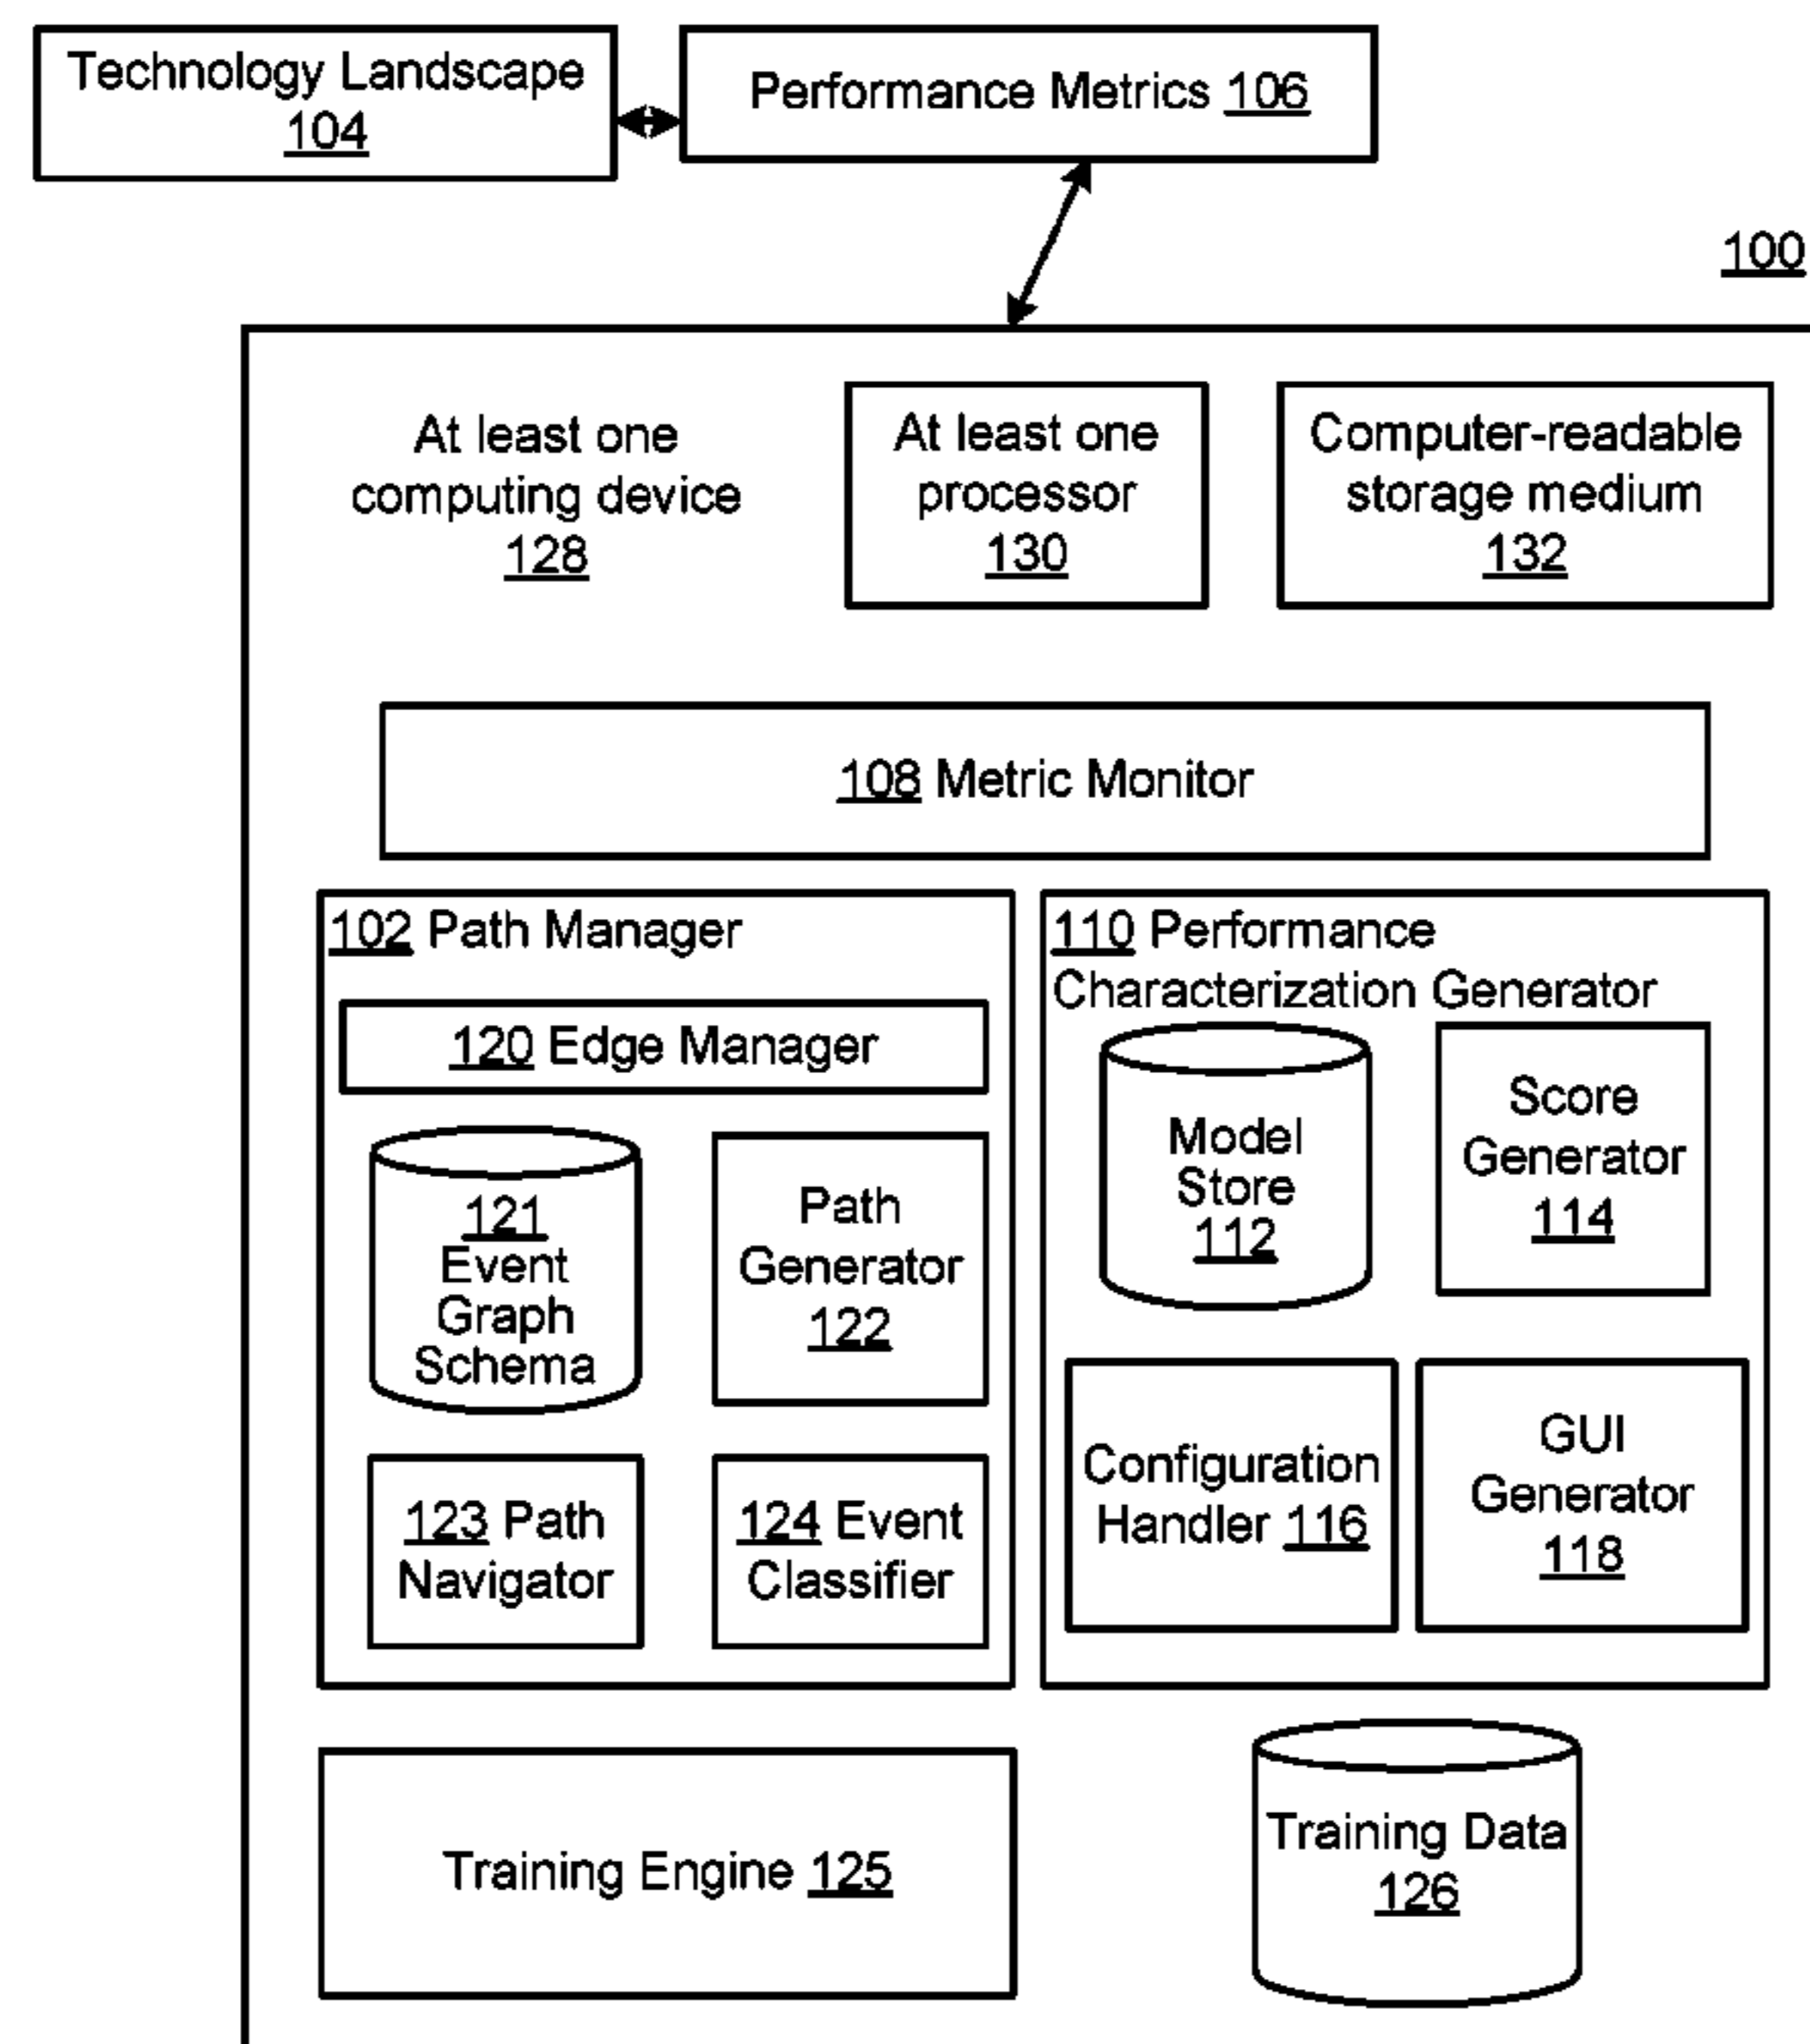 Technology Landscape
104
Performance Metrics 106
100
At least one
computing device
128
At least one
processor
130
Computer-readable
storage medium
132
108 Metric Monitor
102 Path Manager
120 Edge Manager
121
Event
Graph
Schema
Path
Generator
122
123 Path
Navigator
124 Event
Classifier
110 Performance
Characterization Generator
Model
Store
112
Score
Generator
114
Configuration
Handler 116
GUI
Generator
118
Training Engine 125
Training Data
126